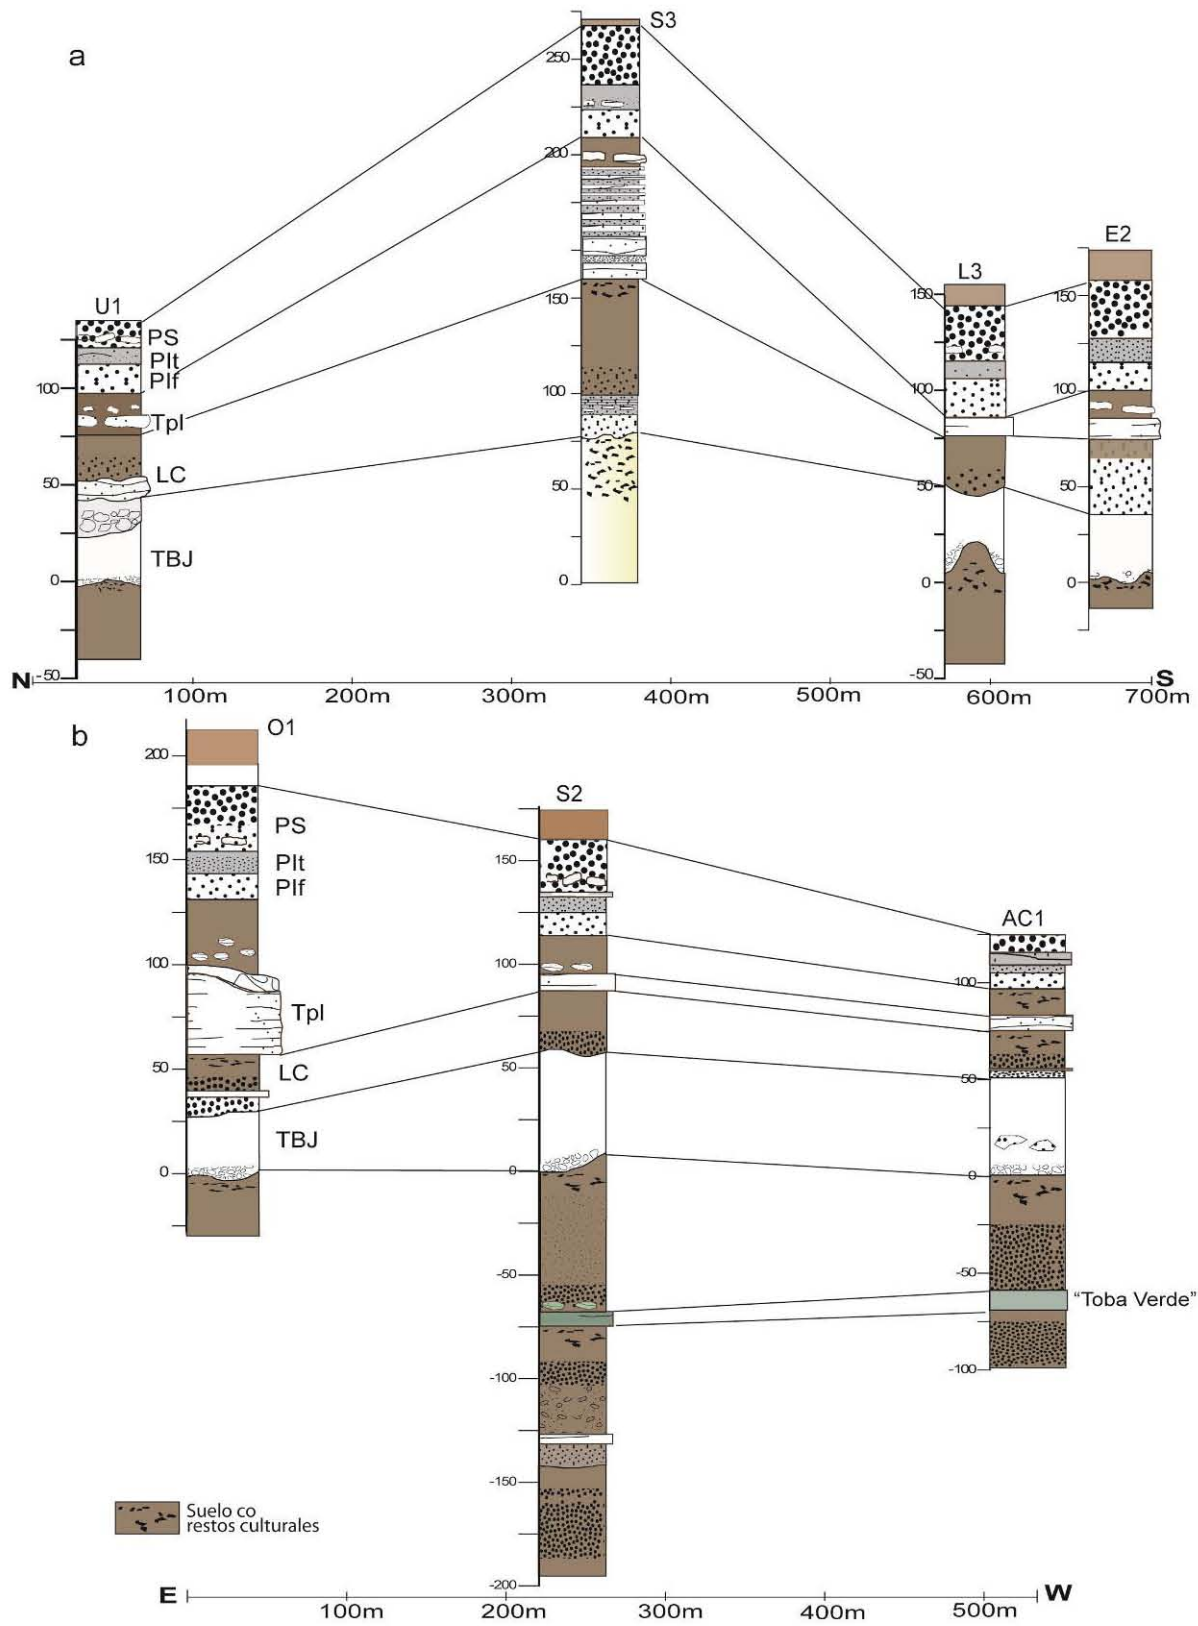 a
S3
250
200
150
100
50
0
U1
PS
Plt
Plf
100
Tpl
LC
50
TBJ
0
-50
L3
150
100
50
0
-50
E2
150
100
50
0
N
100m
200m
300m
400m
500m
600m
700m
S
b
O1
200
PS
150
Plt
Plf
100
Tpl
50
LC
TBJ
0
S2
150
100
50
0
-50
-100
-150
-200
AC1
100
50
0
-50
"Toba Verde"
-100
Suelo co
restos culturales
E
100m
200m
300m
400m
500m
W